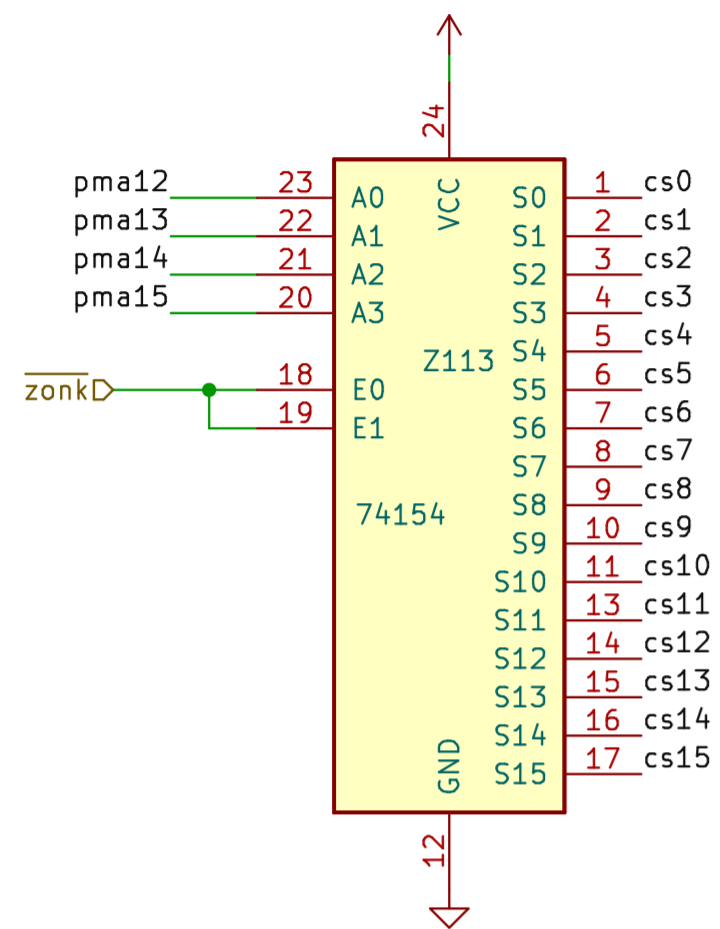 24
pma12 23 A0 VCC S0 1 cs0
pma13 22 A1 S1 2 cs1
pma14 21 A2 S2 3 cs2
pma15 20 A3 S3 4 cs3
Z113 S4 5 cs4
zonk 18 E0 S5 6 cs5
19 E1 S6 7 cs6
S7 8 cs7
74154 S8 9 cs8
S9 10 cs9
S10 11 cs10
S11 13 cs11
S12 14 cs12
S13 15 cs13
S14 16 cs14
GND S15 17 cs15
12